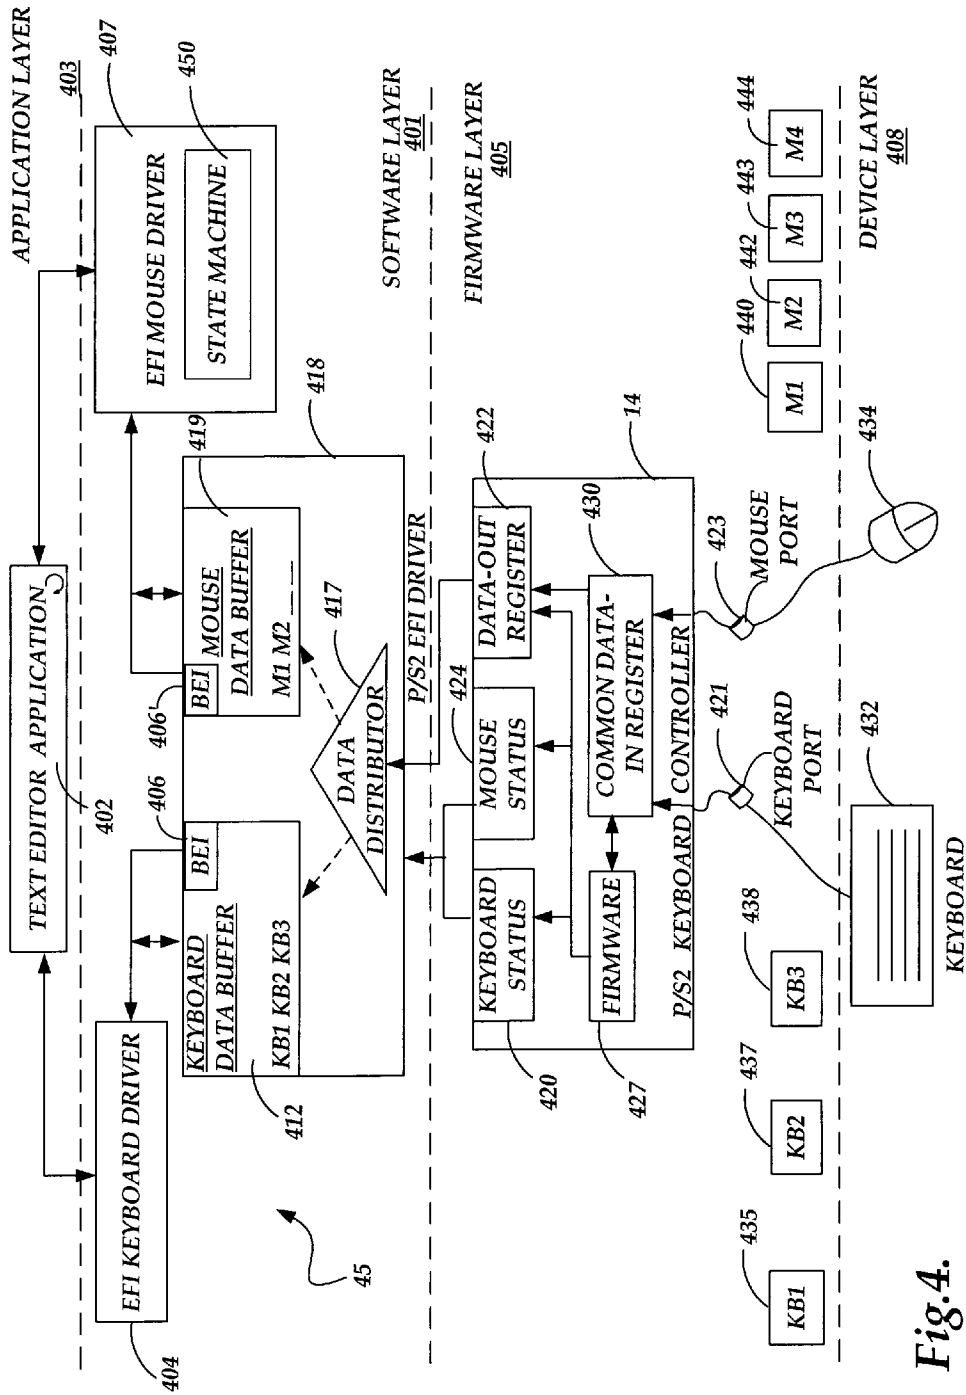 APPLICATION LAYER
403
TEXT EDITOR APPLICATION
402
407
450
EFI MOUSE DRIVER
STATE MACHINE
EFI KEYBOARD DRIVER
404
SOFTWARE LAYER
401
406
406'
419
BEI
BEI
KEYBOARD
DATA BUFFER
KB1 KB2 KB3
412
MOUSE
DATA BUFFER
M1 M2
417
418
DATA
DISTRIBUTOR
P/S2 EFI DRIVER
45
FIRMWARE LAYER
405
KEYBOARD
STATUS
420
MOUSE
STATUS
424
DATA-OUT
REGISTER
422
FIRMWARE
427
COMMON DATA-
IN REGISTER
430
14
P/S2 KEYBOARD CONTROLLER
421
KEYBOARD
PORT
423
MOUSE
PORT
435
KB1
437
KB2
438
KB3
440
M1
442
M2
443
M3
444
M4
DEVICE LAYER
408
432
KEYBOARD
434
Fig.4.